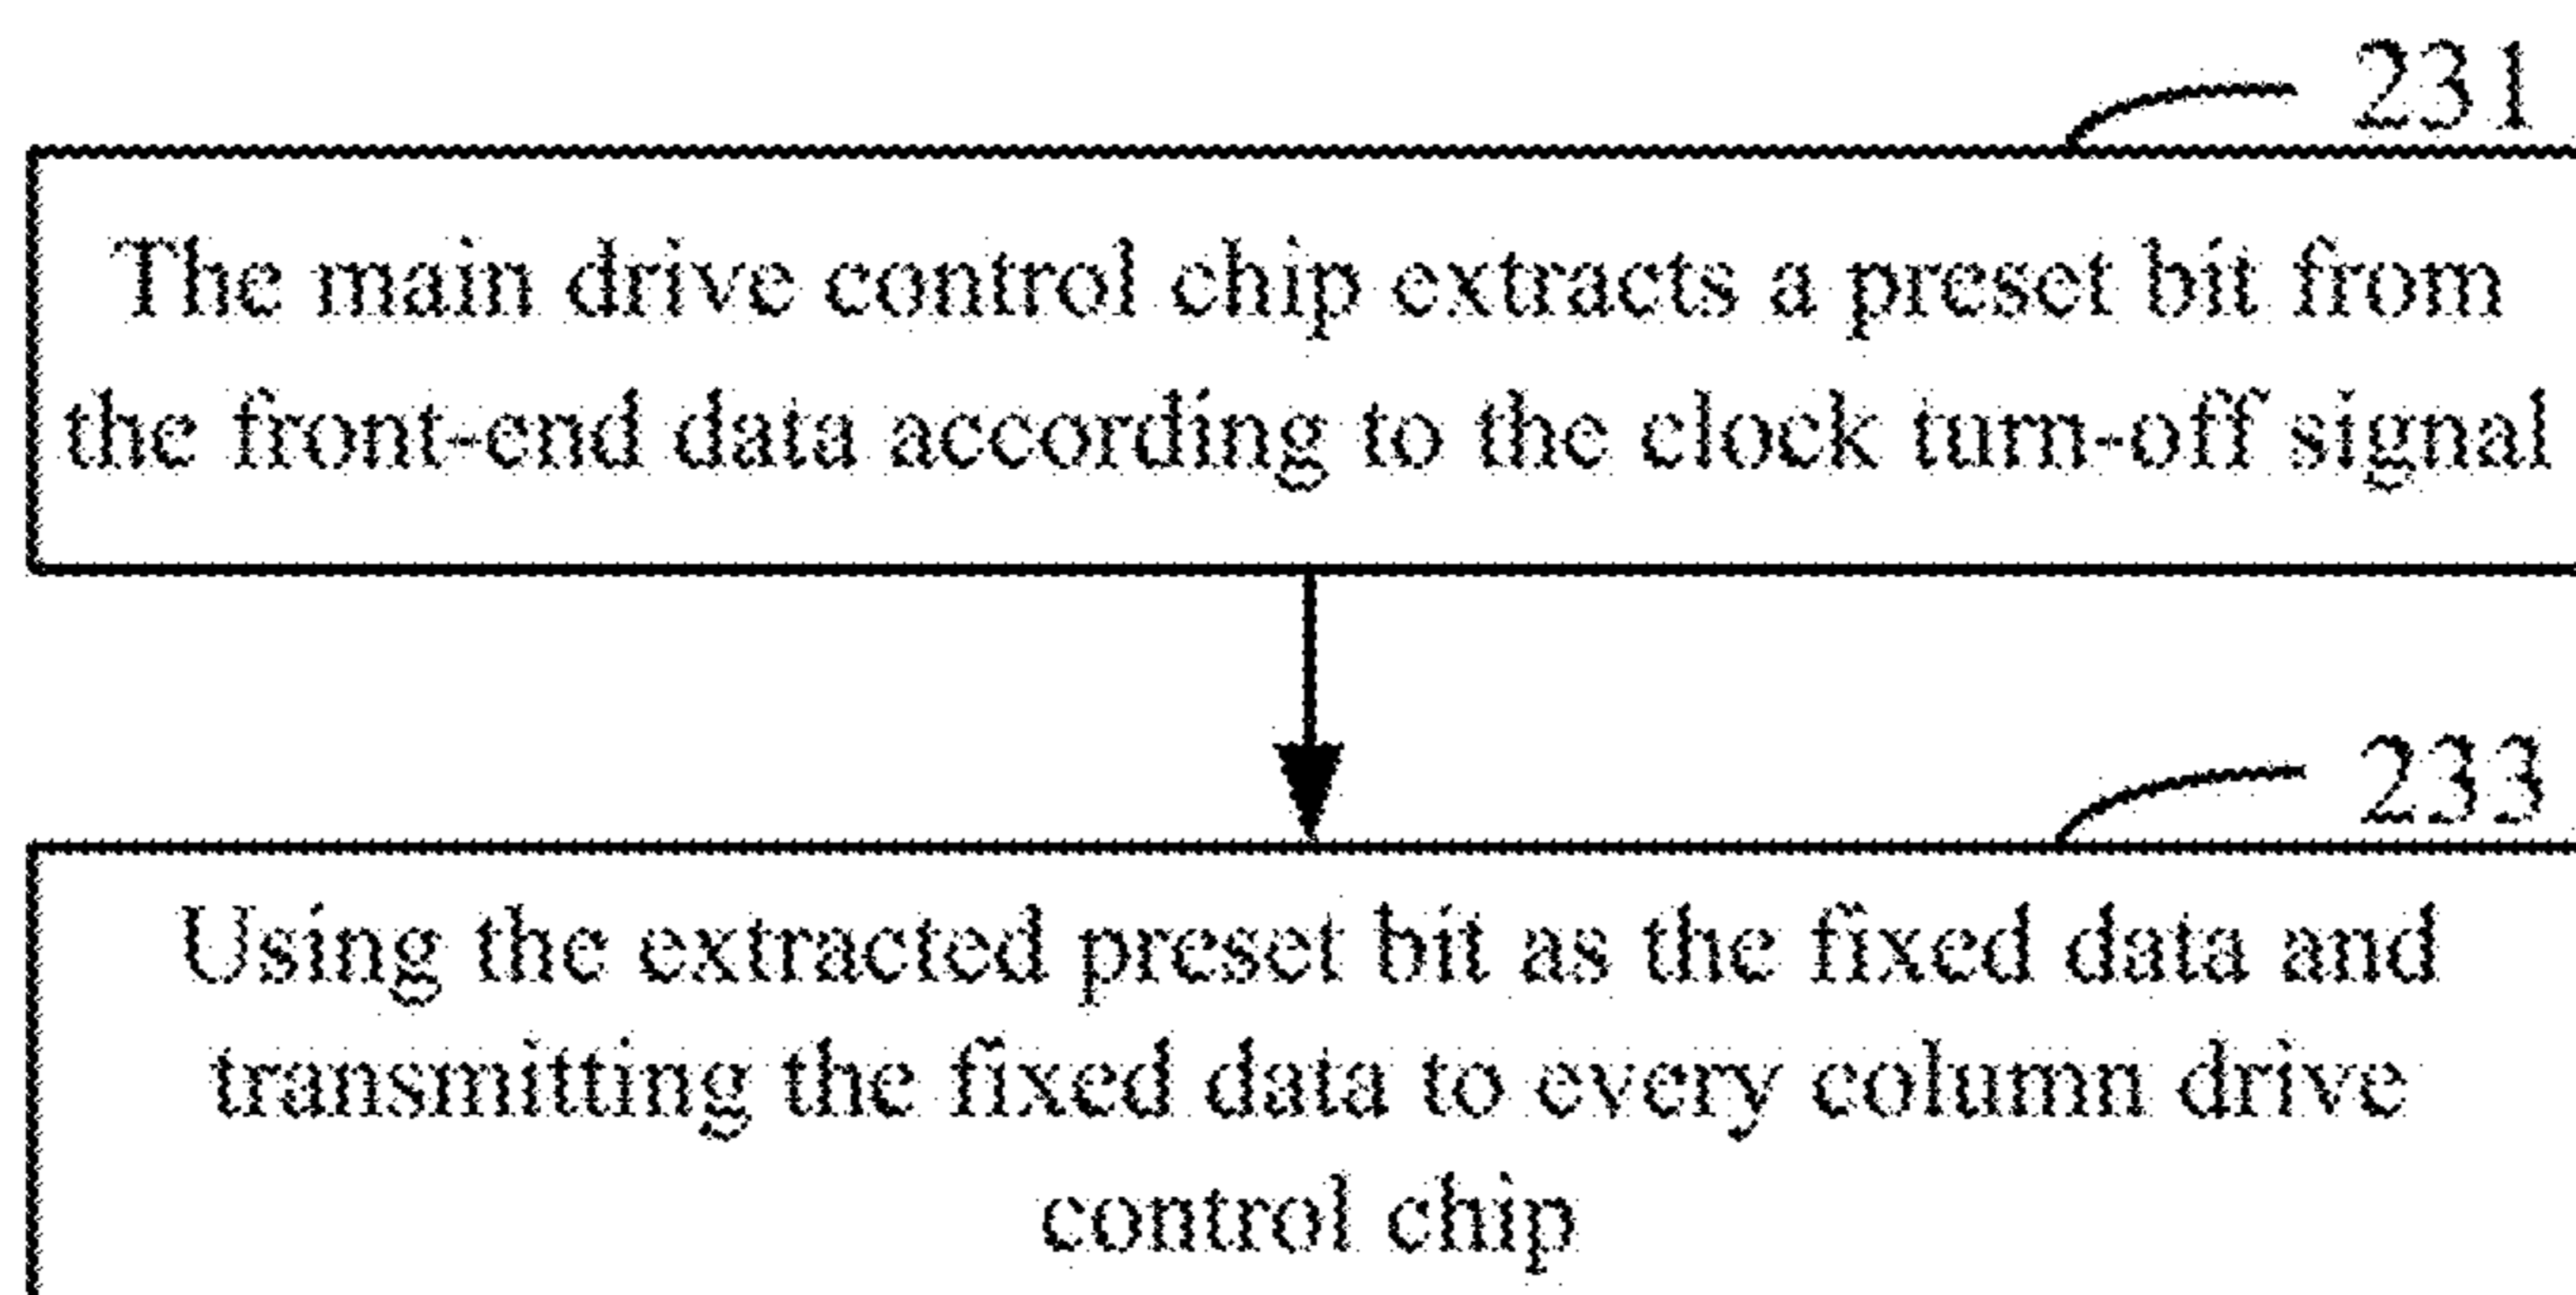 231
The main drive control chip extracts a preset bit from
the front-end data according to the clock turn-off signal
233
Using the extracted preset bit as the fixed data and
transmitting the fixed data to every column drive
control chip